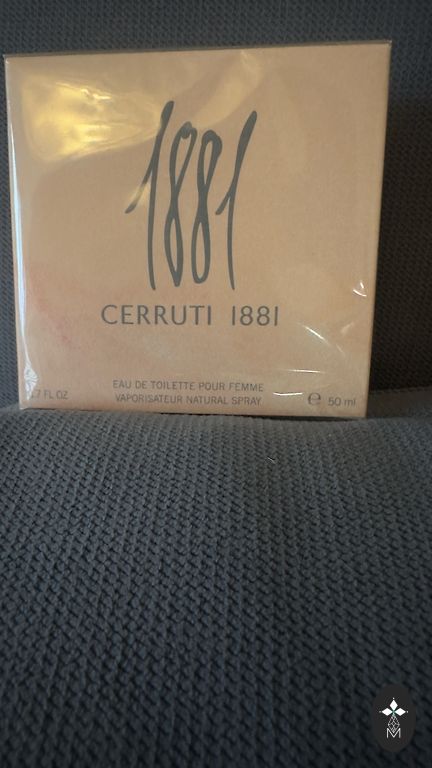 1881
CERRUTI 1881
EAU DE TOILETTE POUR FEMME
VAPORISATEUR NATURAL SPRAY
.7 FL OZ
e 50 ml
M